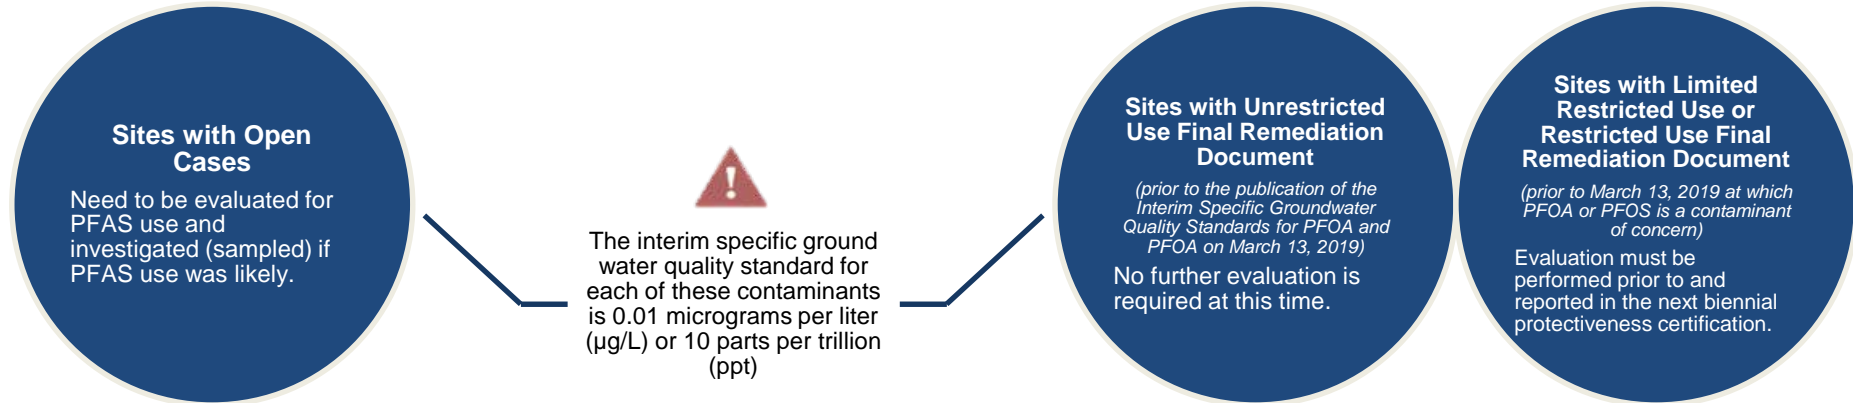 Sites with Open
Cases
Need to be evaluated for
PFAS use and
investigated (sampled) if
PFAS use was likely.
The interim specific ground
water quality standard for
each of these contaminants
is 0.01 micrograms per liter
(µg/L) or 10 parts per trillion
(ppt)
Sites with Unrestricted
Use Final Remediation
Document
(prior to the publication of the
Interim Specific Groundwater
Quality Standards for PFOA and
PFOA on March 13, 2019)
No further evaluation is
required at this time.
Sites with Limited
Restricted Use or
Restricted Use Final
Remediation Document
(prior to March 13, 2019 at which
PFOA or PFOS is a contaminant
of concern)
Evaluation must be
performed prior to and
reported in the next biennial
protectiveness certification.